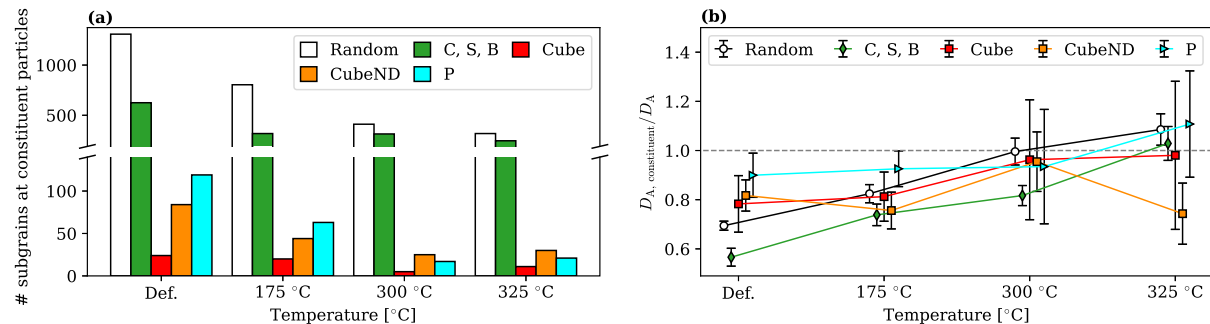 (a)
# subgrains at constituent particles
1000
500
100
50
0
Random
C, S, B
Cube
CubeND
P
Def.
175 °C
300 °C
325 °C
Temperature [°C]
(b)
D_A, constituent/D_A
1.4
1.2
1.0
0.8
0.6
Random
C, S, B
Cube
CubeND
P
Def.
175 °C
300 °C
325 °C
Temperature [°C]